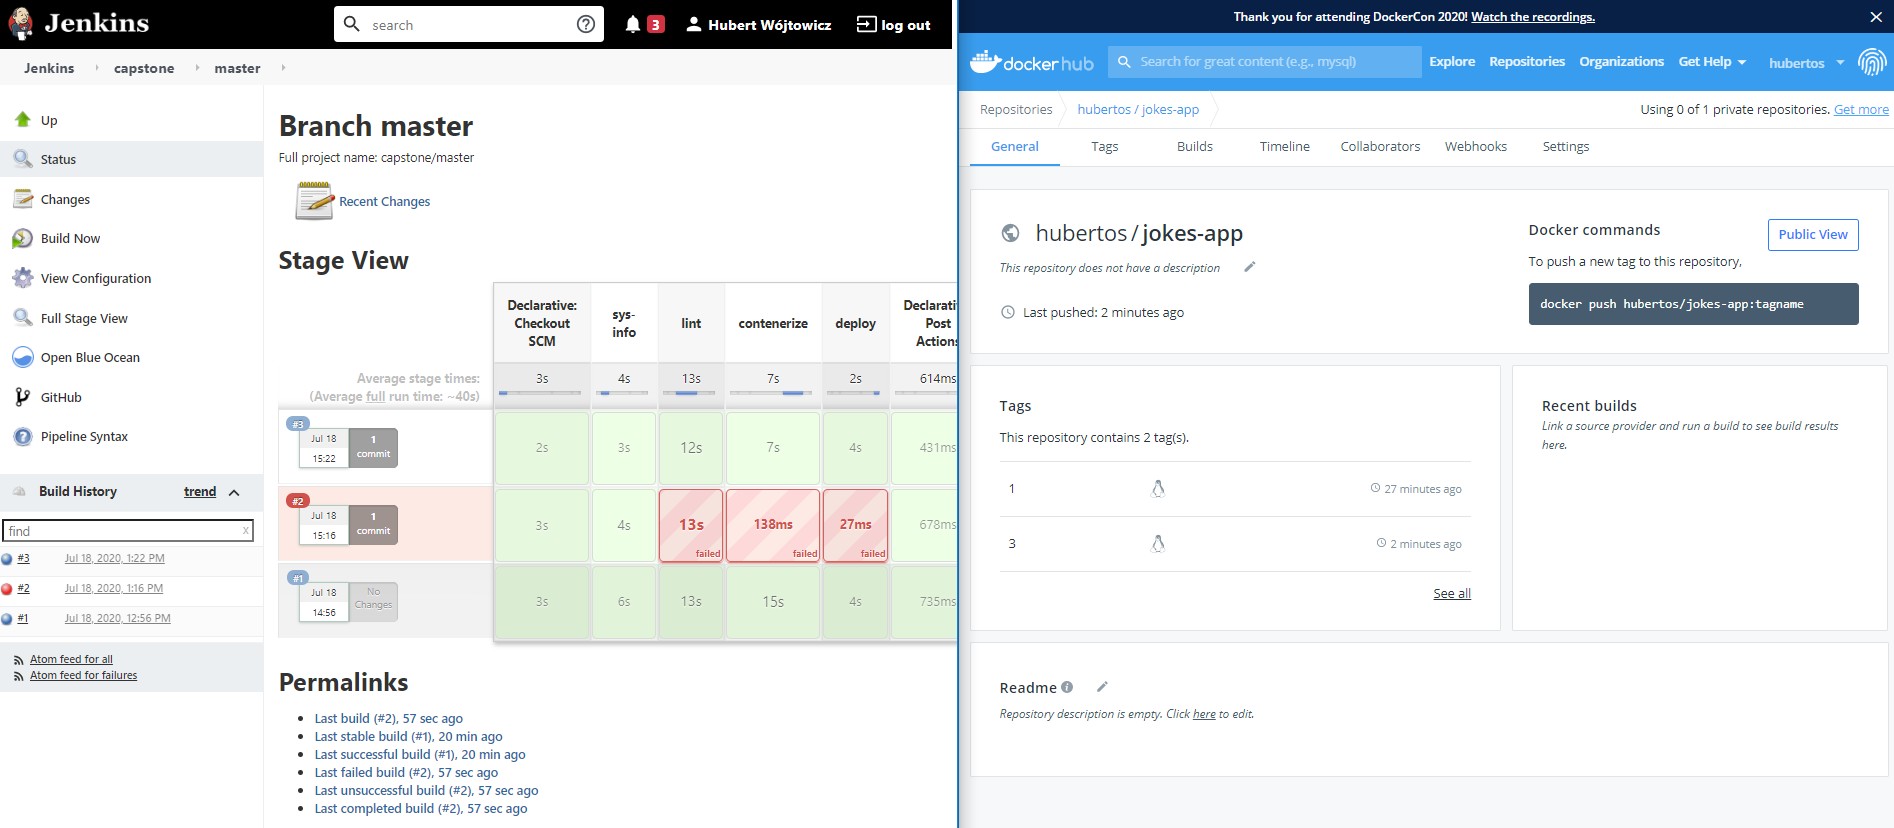 Jenkins
search
3
Hubert Wójtowicz
log out
Jenkins
capstone
master
Up
Status
Changes
Build Now
View Configuration
Full Stage View
Open Blue Ocean
GitHub
Pipeline Syntax
Build History
trend
find
x
#3 Jul 18, 2020, 1:22 PM
#2 Jul 18, 2020, 1:16 PM
#1 Jul 18, 2020, 12:56 PM
Atom feed for all
Atom feed for failures
Branch master
Full project name: capstone/master
Recent Changes
Stage View
Declarative: Checkout SCM
sys-info
lint
contenerize
deploy
Declarati Post Actions
Average stage times:
(Average full run time: ~40s)
3s 4s 13s 7s 2s 614ms
#3
Jul 18
15:22
1
commit
2s 3s 12s 7s 4s 431ms
#2
Jul 18
15:16
1
commit
3s 4s 13s failed 138ms failed 27ms failed 678ms
#1
Jul 18
14:56
No
Changes
3s 6s 13s 15s 4s 735ms
Permalinks
Last build (#2), 57 sec ago
Last stable build (#1), 20 min ago
Last successful build (#1), 20 min ago
Last failed build (#2), 57 sec ago
Last unsuccessful build (#2), 57 sec ago
Last completed build (#2), 57 sec ago
Thank you for attending DockerCon 2020! Watch the recordings.
docker hub
Search for great content (e.g., mysql)
Explore
Repositories
Organizations
Get Help
hubertos
Repositories
hubertos / jokes-app
Using 0 of 1 private repositories. Get more
General
Tags
Builds
Timeline
Collaborators
Webhooks
Settings
hubertos / jokes-app
This repository does not have a description
Last pushed: 2 minutes ago
Docker commands
Public View
To push a new tag to this repository,
docker push hubertos/jokes-app:tagname
Tags
This repository contains 2 tag(s).
1 27 minutes ago
3 2 minutes ago
See all
Recent builds
Link a source provider and run a build to see build results
here.
Readme
Repository description is empty. Click here to edit.